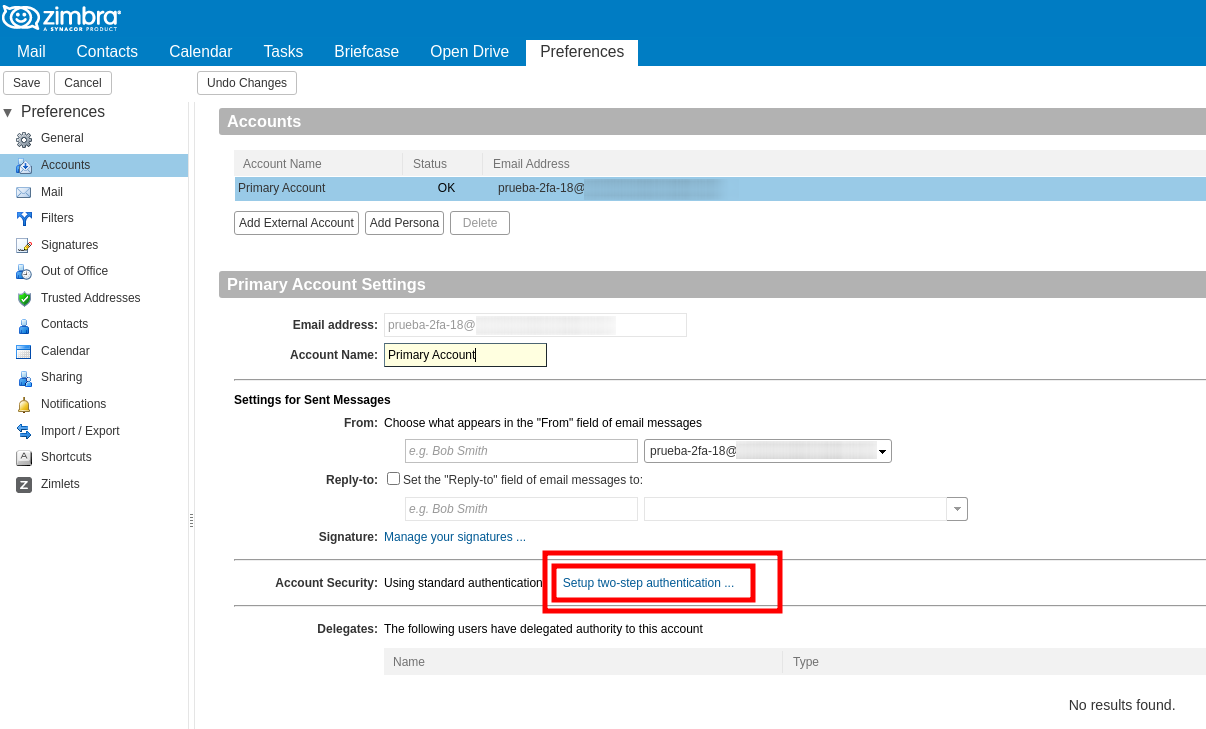 zimbra
A SYNACOR PRODUCT
Mail Contacts Calendar Tasks Briefcase Open Drive Preferences
Save Cancel Undo Changes
Preferences
General
Accounts
Mail
Filters
Signatures
Out of Office
Trusted Addresses
Contacts
Calendar
Sharing
Notifications
Import / Export
A Shortcuts
Z Zimlets
Accounts
Account Name Status Email Address
Primary Account OK prueba-2fa-18@
Add External Account Add Persona Delete
Primary Account Settings
Email address: prueba-2fa-18@
Account Name: Primary Account
Settings for Sent Messages
From: Choose what appears in the "From" field of email messages
e.g. Bob Smith prueba-2fa-18@
Reply-to: Set the "Reply-to" field of email messages to:
e.g. Bob Smith
Signature: Manage your signatures ...
Account Security: Using standard authentication Setup two-step authentication ...
Delegates: The following users have delegated authority to this account
Name Type
No results found.